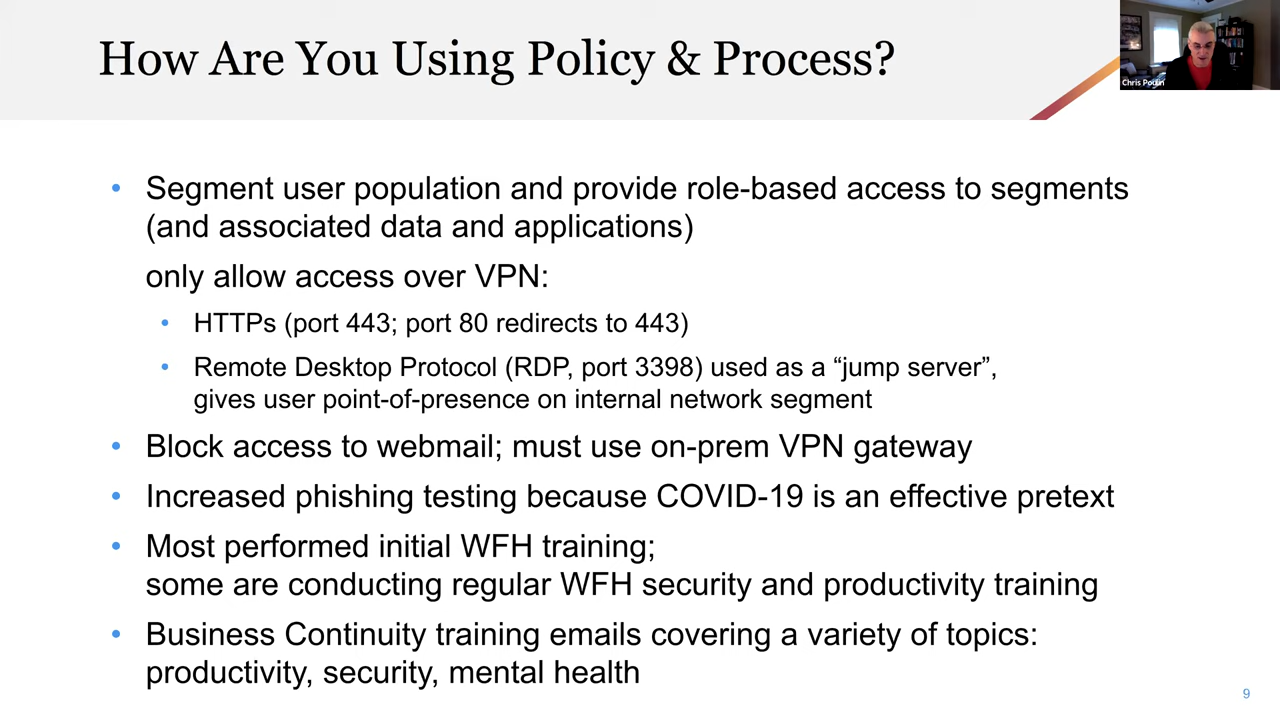 How Are You Using Policy & Process?
Chris Poulin
• Segment user population and provide role-based access to segments
(and associated data and applications)
only allow access over VPN:
• HTTPs (port 443; port 80 redirects to 443)
• Remote Desktop Protocol (RDP, port 3398) used as a “jump server”,
gives user point-of-presence on internal network segment
• Block access to webmail; must use on-prem VPN gateway
• Increased phishing testing because COVID-19 is an effective pretext
• Most performed initial WFH training;
some are conducting regular WFH security and productivity training
• Business Continuity training emails covering a variety of topics:
productivity, security, mental health
9